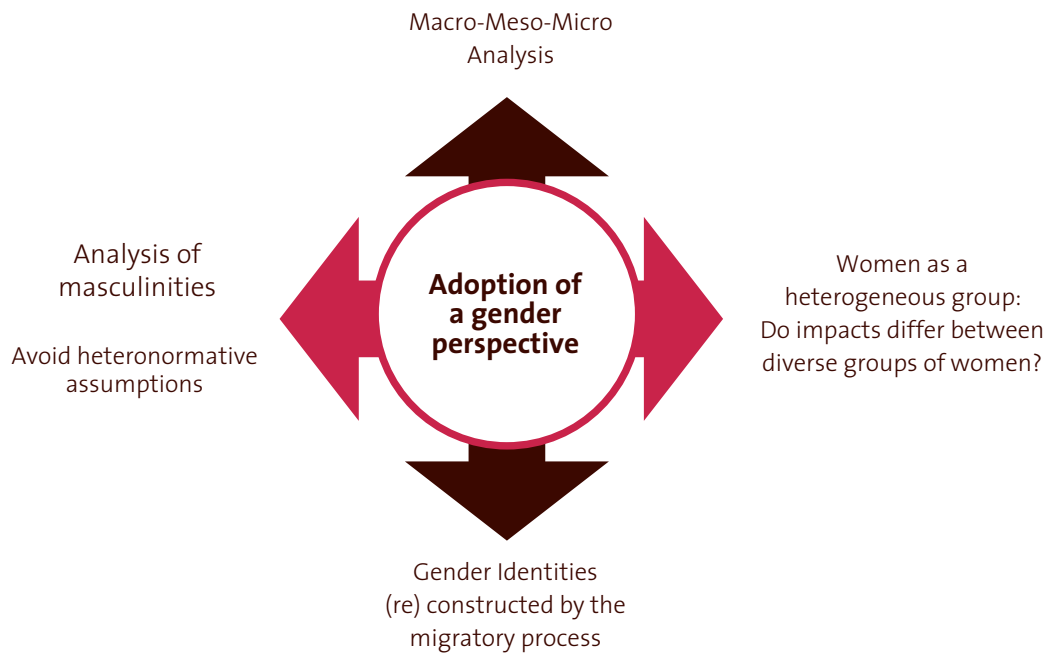 Macro-Meso-Micro
Analysis
Analysis of
masculinities
Avoid heteronormative
assumptions
Adoption of
a gender
perspective
Women as a
heterogeneous group:
Do impacts differ between
diverse groups of women?
Gender Identities
(re) constructed by the
migratory process